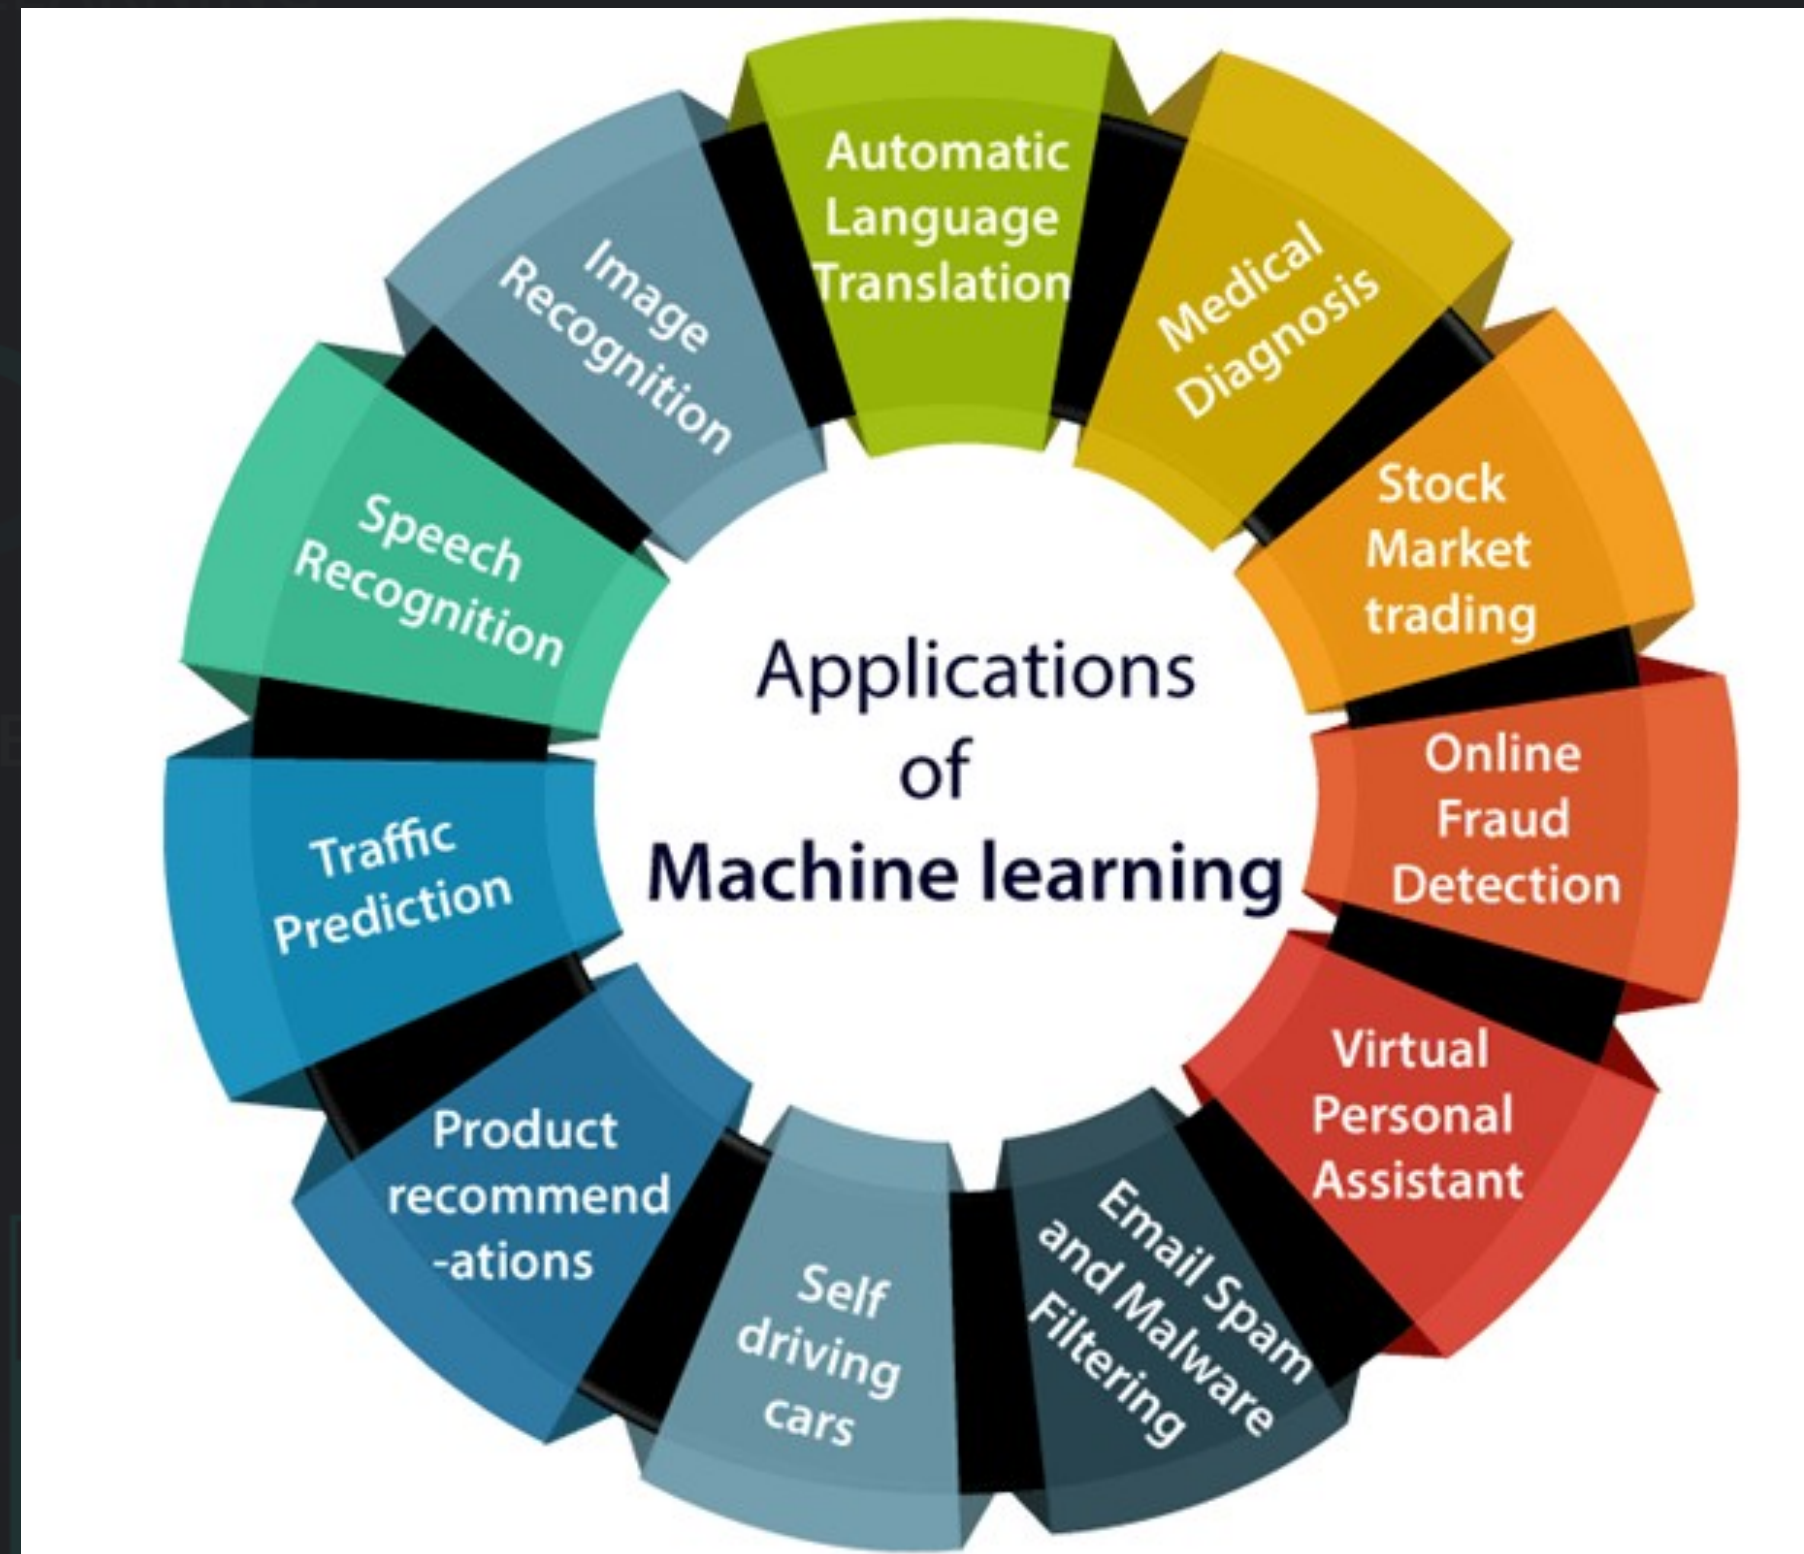 Applications
of
Machine learning
Automatic
Language
Translation
Medical
Diagnosis
Stock
Market
trading
Online
Fraud
Detection
Virtual
Personal
Assistant
Email Spam
and Malware
Filtering
Self
driving
cars
Product
recommend
-ations
Traffic
Prediction
Speech
Recognition
Image
Recognition